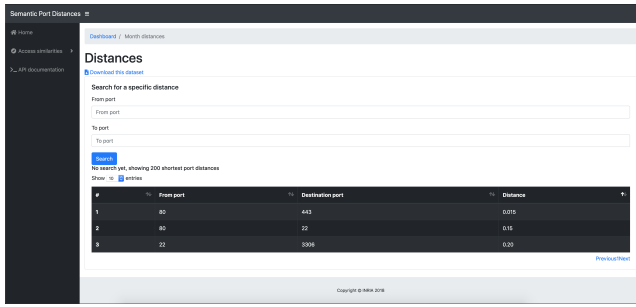 Semantic Port Distances
Home
Access similarities
API documentation
Dashboard / Month distances
Distances
Download this dataset
Search for a specific distance
From port
From port
To port
To port
Search
No search yet, showing 200 shortest port distances
Show 10 entries
# From port Destination port Distance
1 80 443 0.015
2 80 22 0.15
3 22 3306 0.20
Previous1Next
Copyright © INRIA 2018